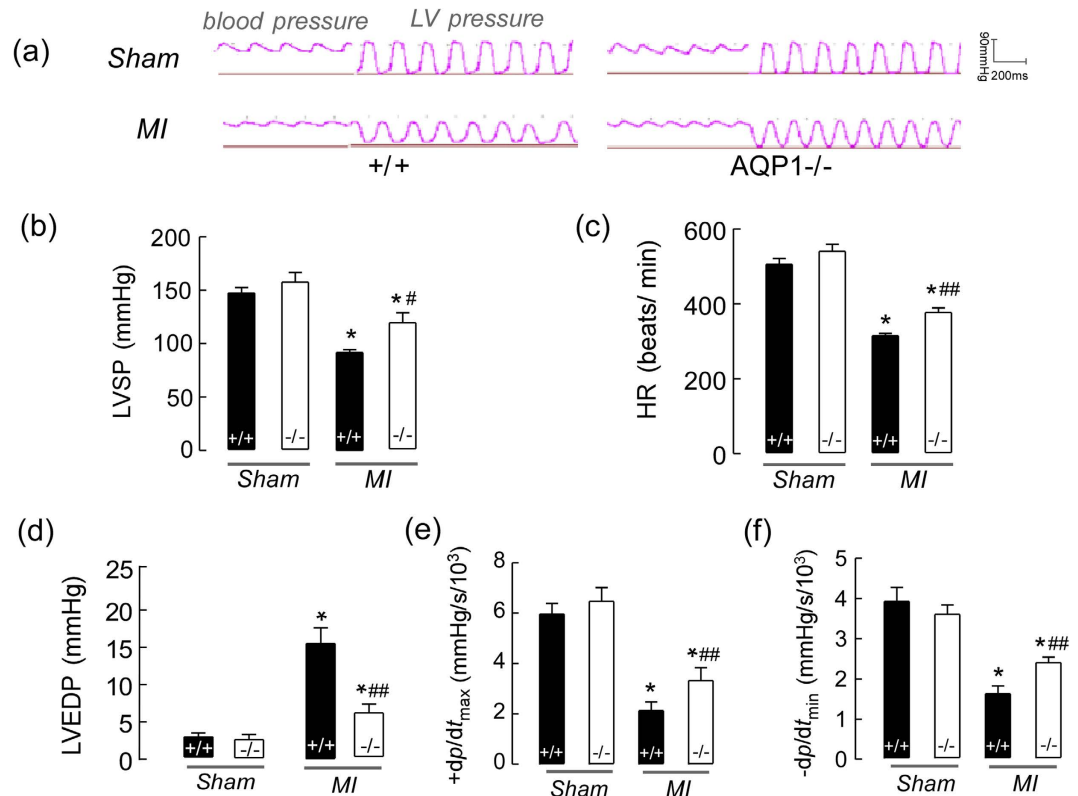 blood pressure LV pressure
(a)
Sham
90mmHg
200ms
MI
+/+ AQP1-/-
(b)
LVSP (mmHg)
200
150
100
50
0
*
* #
+/+ -/- +/+ -/-
Sham MI
(c)
HR (beats/ min)
600
400
200
0
*
* ##
+/+ -/- +/+ -/-
Sham MI
(d)
LVEDP (mmHg)
25
20
15
10
5
0
*
*##
+/+ -/- +/+ -/-
Sham MI
(e)
+dp/dtmax (mmHg/s/10³)
8
6
4
2
0
*
*##
+/+ -/- +/+ -/-
Sham MI
(f)
-dp/dtmin (mmHg/s/10³)
5
4
3
2
1
0
*
*##
+/+ -/- +/+ -/-
Sham MI